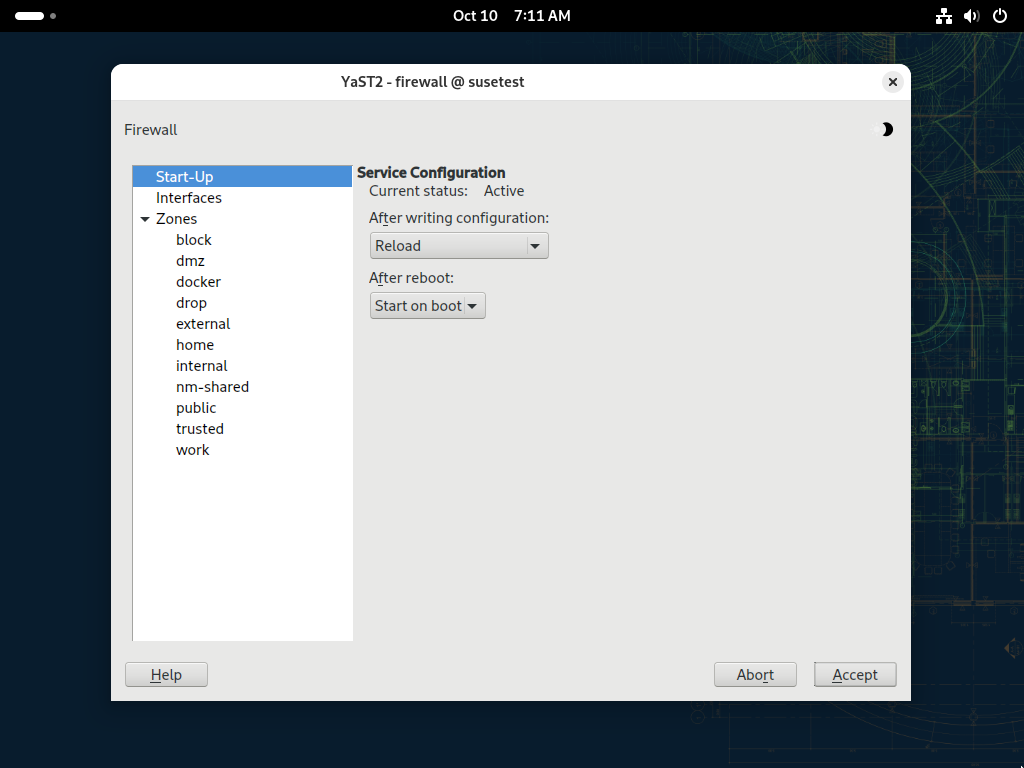 Oct 10 7:11 AM
YaST2 - firewall @ susetest
Firewall
Start-Up
Interfaces
Zones
block
dmz
docker
drop
external
home
internal
nm-shared
public
trusted
work
Service Configuration
Current status: Active
After writing configuration:
Reload
After reboot:
Start on boot
Help
Abort
Accept